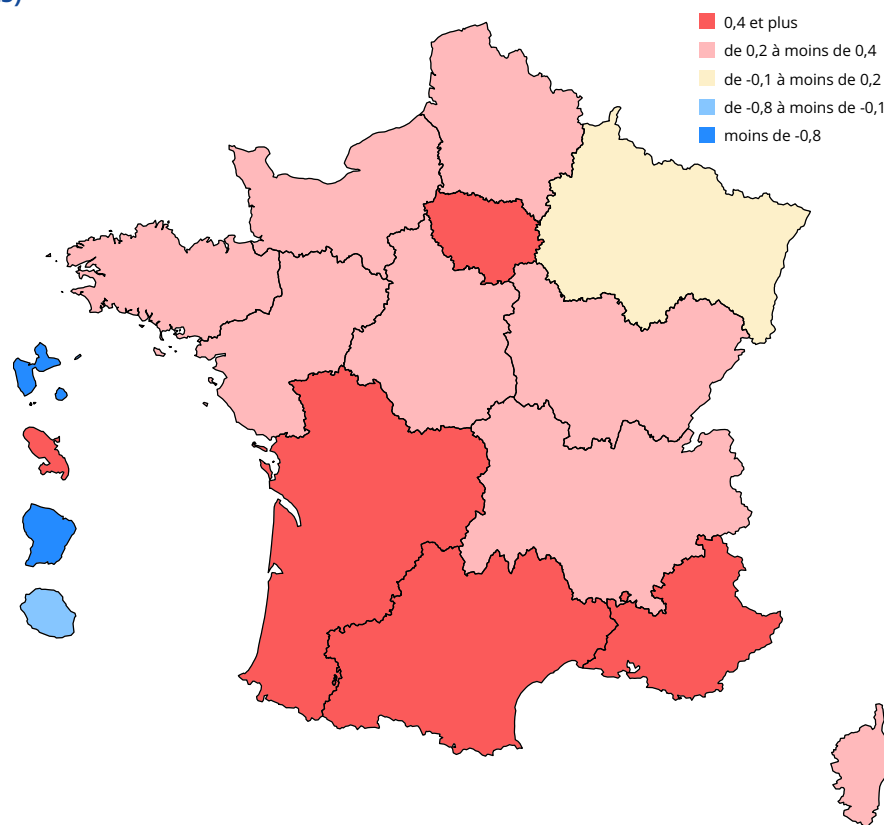 0,4 et plus
de 0,2 à moins de 0,4
de -0,1 à moins de 0,2
de -0,8 à moins de -0,1
moins de -0,8